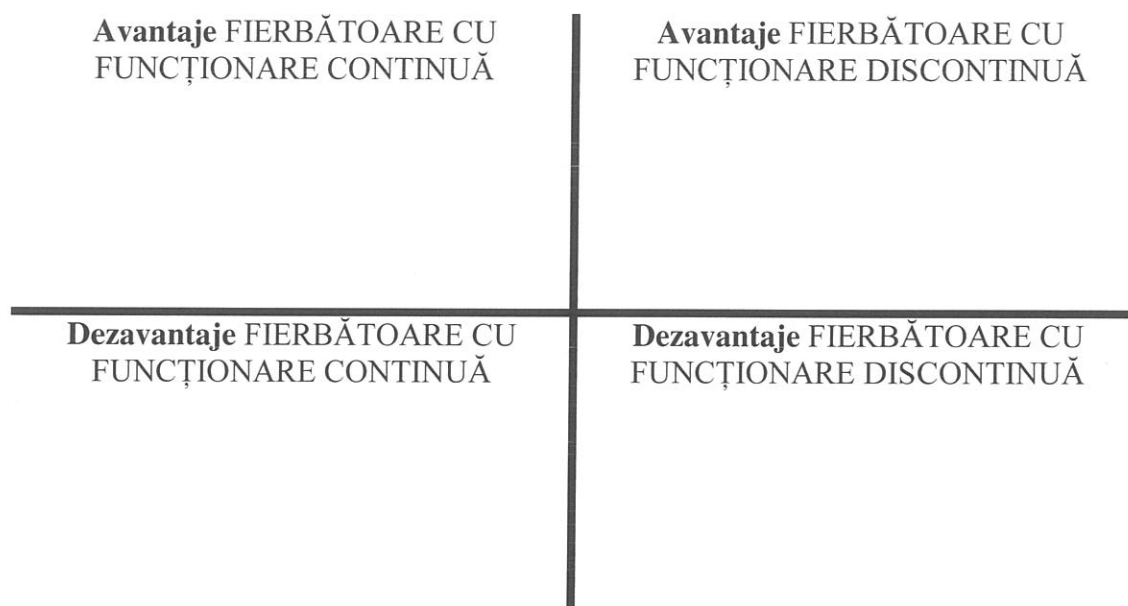 Avantaje FIERBĂTOARE CU
FUNCȚIONARE CONTINUĂ
Avantaje FIERBĂTOARE CU
FUNCȚIONARE DISCONTINUĂ
Dezavantaje FIERBĂTOARE CU
FUNCȚIONARE CONTINUĂ
Dezavantaje FIERBĂTOARE CU
FUNCȚIONARE DISCONTINUĂ